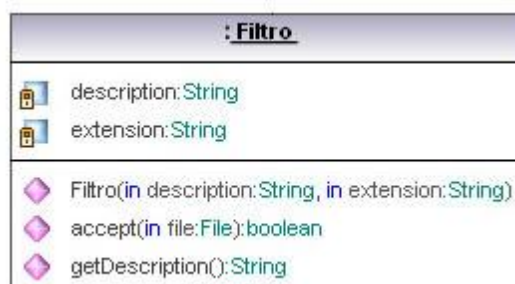 : Filtro
description:String
extension:String
Filtro(in description:String, in extension:String)
accept(in file:File):boolean
getDescription():String